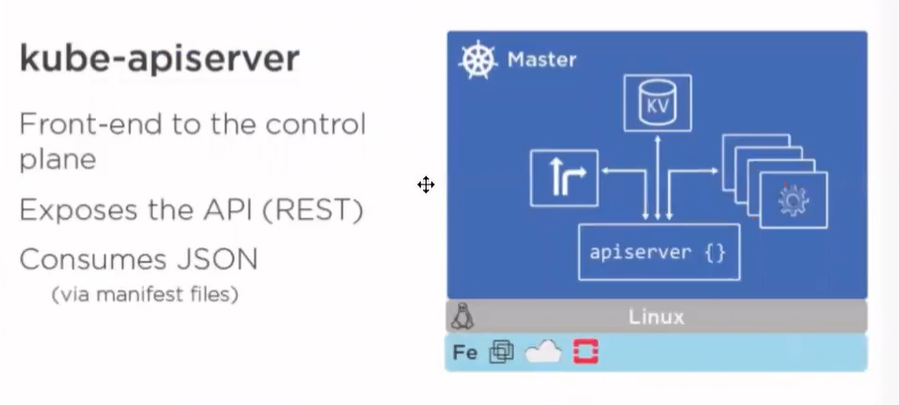 kube-apiserver
Front-end to the control
plane
Exposes the API (REST)
Consumes JSON
(via manifest files)
Master
KV
apiserver {}
Linux
Fe